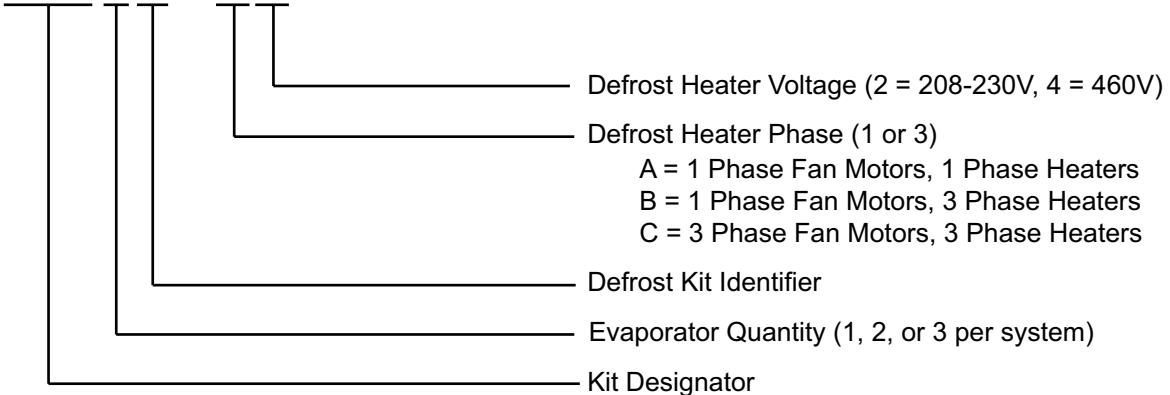 Defrost Heater Voltage (2 = 208-230V, 4 = 460V)
Defrost Heater Phase (1 or 3)
A = 1 Phase Fan Motors, 1 Phase Heaters
B = 1 Phase Fan Motors, 3 Phase Heaters
C = 3 Phase Fan Motors, 3 Phase Heaters
Defrost Kit Identifier
Evaporator Quantity (1, 2, or 3 per system)
Kit Designator